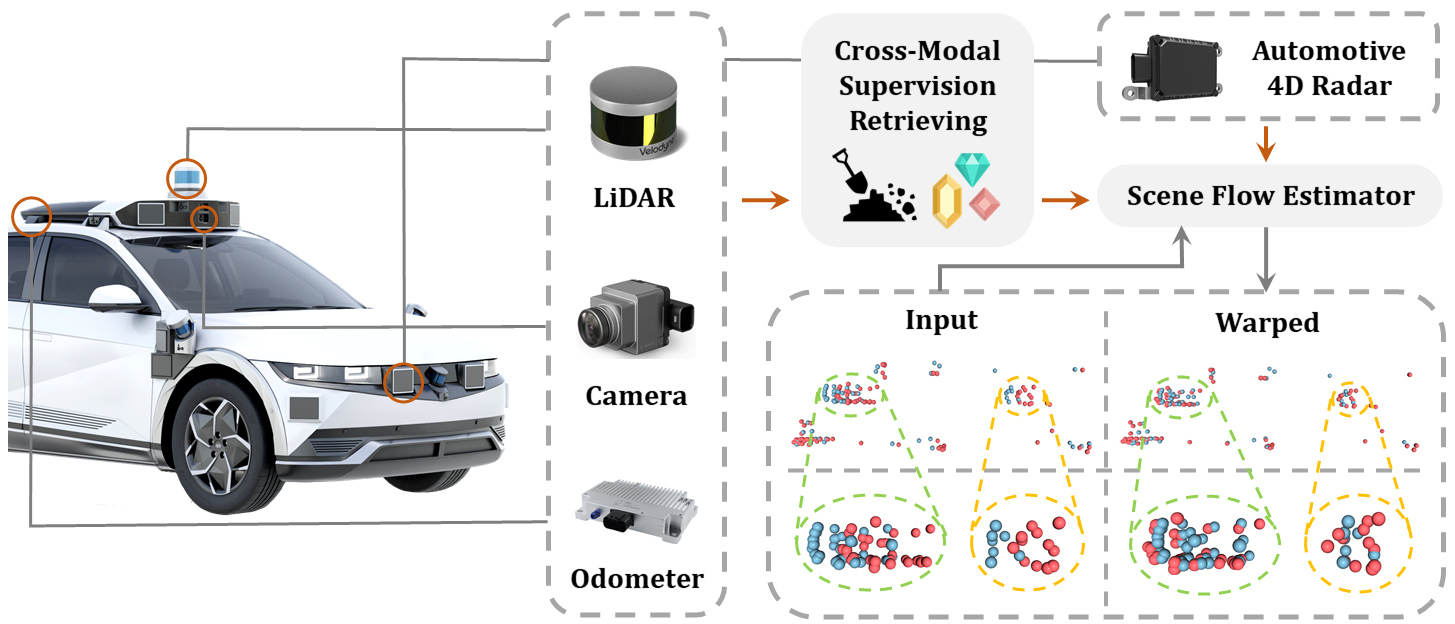 Cross-Modal
Supervision
Retrieving
Automotive
4D Radar
Velodyne
LiDAR
Scene Flow Estimator
Camera
Input
Warped
Odometer